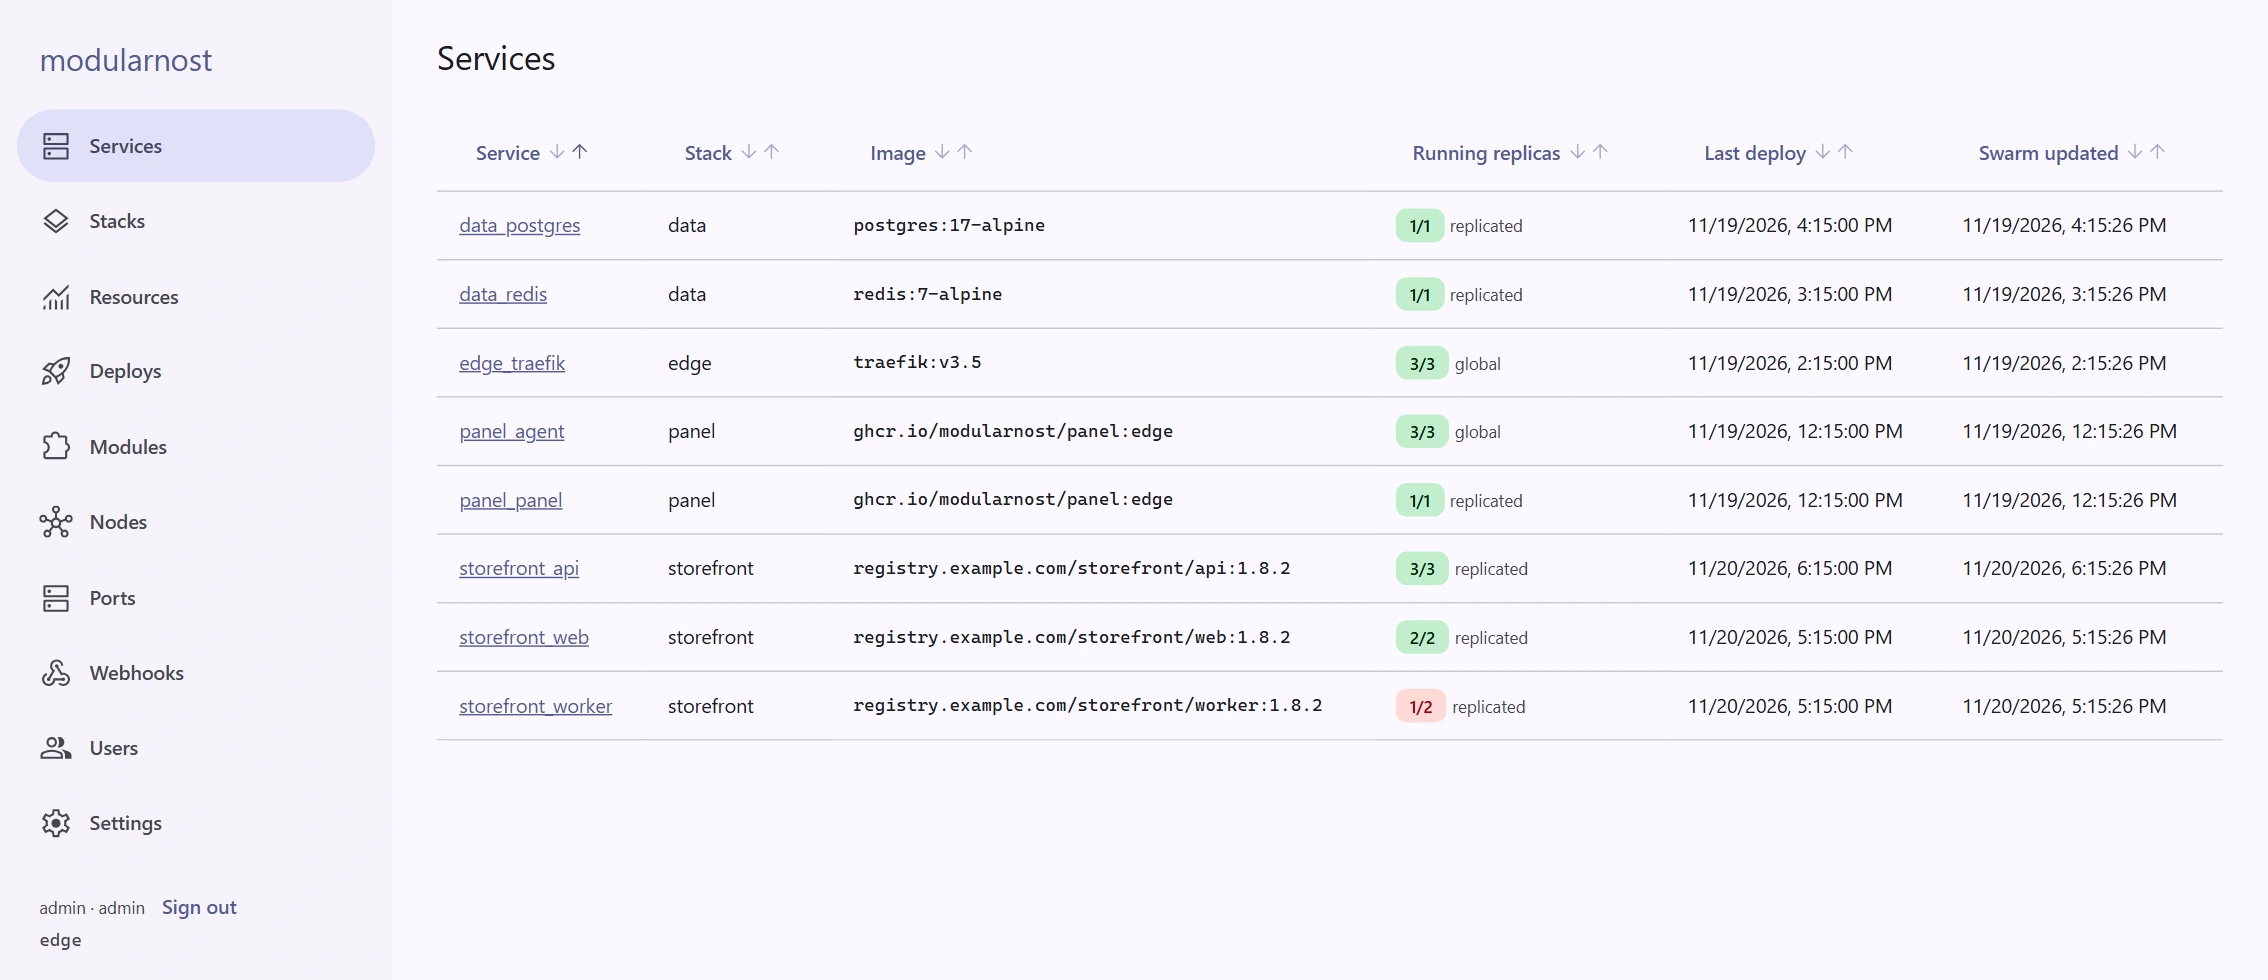 modularnost
Services
Stacks
Resources
Deploys
Modules
Nodes
Ports
Webhooks
Users
Settings
admin · admin Sign out
edge
Services
Service Stack Image Running replicas Last deploy Swarm updated
data_postgres data postgres:17-alpine 1/1 replicated 11/19/2026, 4:15:00 PM 11/19/2026, 4:15:26 PM
data_redis data redis:7-alpine 1/1 replicated 11/19/2026, 3:15:00 PM 11/19/2026, 3:15:26 PM
edge_traefik edge traefik:v3.5 3/3 global 11/19/2026, 2:15:00 PM 11/19/2026, 2:15:26 PM
panel_agent panel ghcr.io/modularnost/panel:edge 3/3 global 11/19/2026, 12:15:00 PM 11/19/2026, 12:15:26 PM
panel_panel panel ghcr.io/modularnost/panel:edge 1/1 replicated 11/19/2026, 12:15:00 PM 11/19/2026, 12:15:26 PM
storefront_api storefront registry.example.com/storefront/api:1.8.2 3/3 replicated 11/20/2026, 6:15:00 PM 11/20/2026, 6:15:26 PM
storefront_web storefront registry.example.com/storefront/web:1.8.2 2/2 replicated 11/20/2026, 5:15:00 PM 11/20/2026, 5:15:26 PM
storefront_worker storefront registry.example.com/storefront/worker:1.8.2 1/2 replicated 11/20/2026, 5:15:00 PM 11/20/2026, 5:15:26 PM